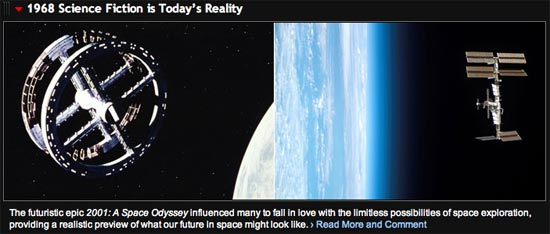 1968 Science Fiction is Today's Reality
The futuristic epic 2001: A Space Odyssey influenced many to fall in love with the limitless possibilities of space exploration,
providing a realistic preview of what our future in space might look like. › Read More and Comment